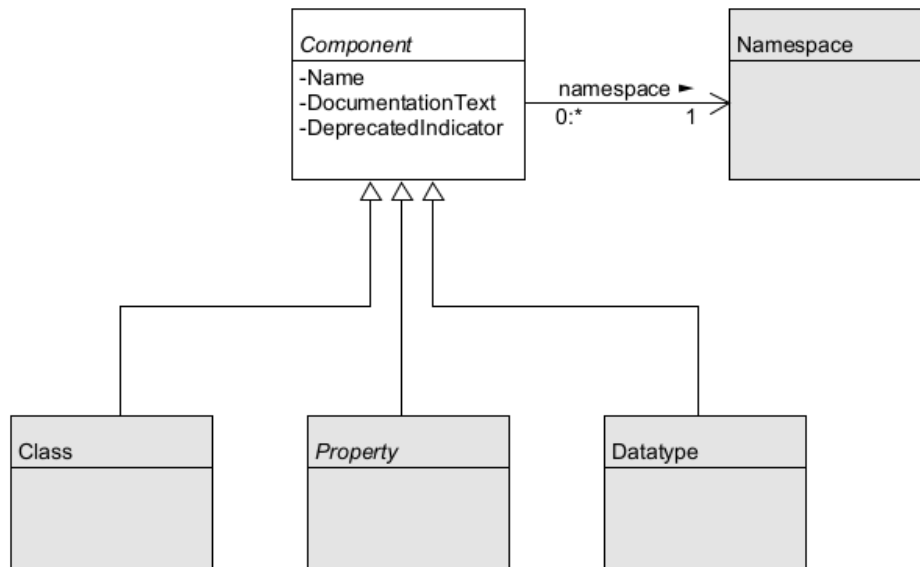 Component
-Name
-DocumentationText
-DeprecatedIndicator
namespace ►
0:* 1
Namespace
Class
Property
Datatype